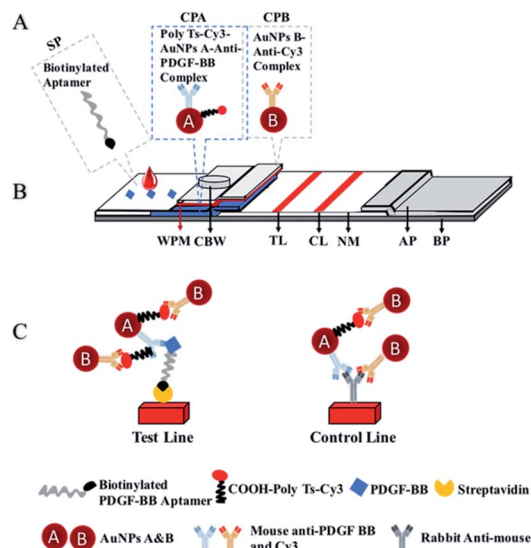 A
SP
Biotinylated
Aptamer
CPA
Poly Ts-Cy3-
AuNPs A-Anti-
PDGF-BB
Complex
A
CPB
AuNPs B-
Anti-Cy3
Complex
B
B
WPM CBW TL CL NM AP BP
C
B
A
B
B
A
B
Test Line
Control Line
Biotinylated
PDGF-BB Aptamer
COOH-Poly Ts-Cy3
PDGF-BB
Streptavidin
A B AuNPs A&B
Mouse anti-PDGF BB
and Cy3
Rabbit Anti-mouse